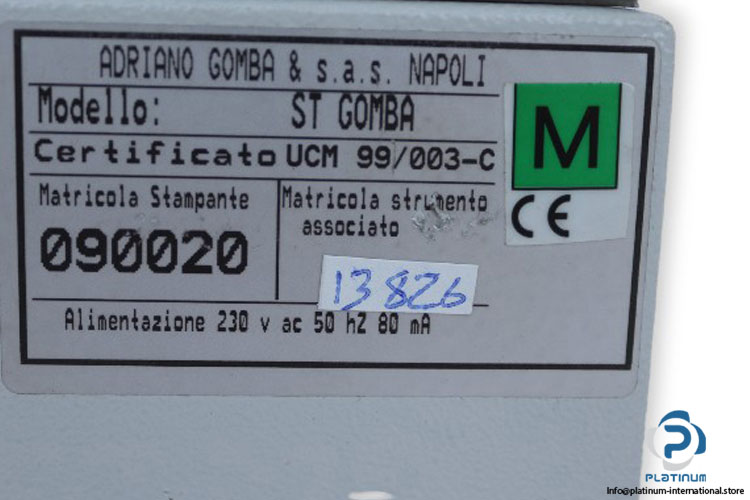 ADRIANO GOMBA & s.a.s. NAPOLI
Modello: ST GOMBA
Certificato UCM 99/003-C
M
CE
Matricola Stampante
090020
Matricola strumento
associato
13826
Alimentazione 230 v ac 50 hZ 80 mA
P
PLATINUM
Info@platinum-international.store